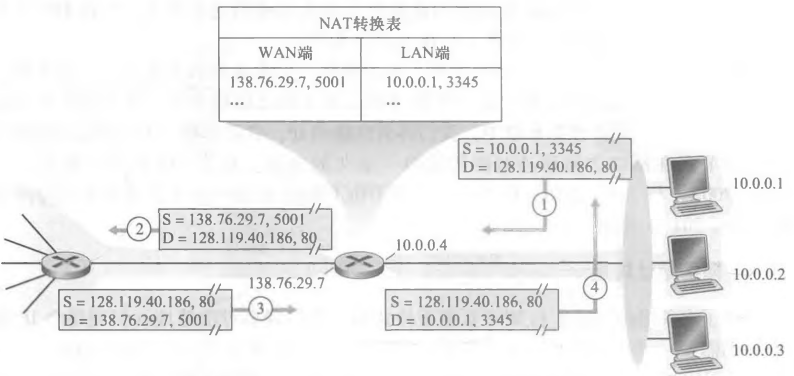 NAT转换表
WAN端 LAN端
138.76.29.7, 5001 10.0.0.1, 3345
... ...
S = 10.0.0.1, 3345
D = 128.119.40.186, 80
1
10.0.0.1
S = 138.76.29.7, 5001
D = 128.119.40.186, 80
2
10.0.0.4
138.76.29.7
10.0.0.2
S = 128.119.40.186, 80
D = 138.76.29.7, 5001
3
S = 128.119.40.186, 80
D = 10.0.0.1, 3345
4
10.0.0.3